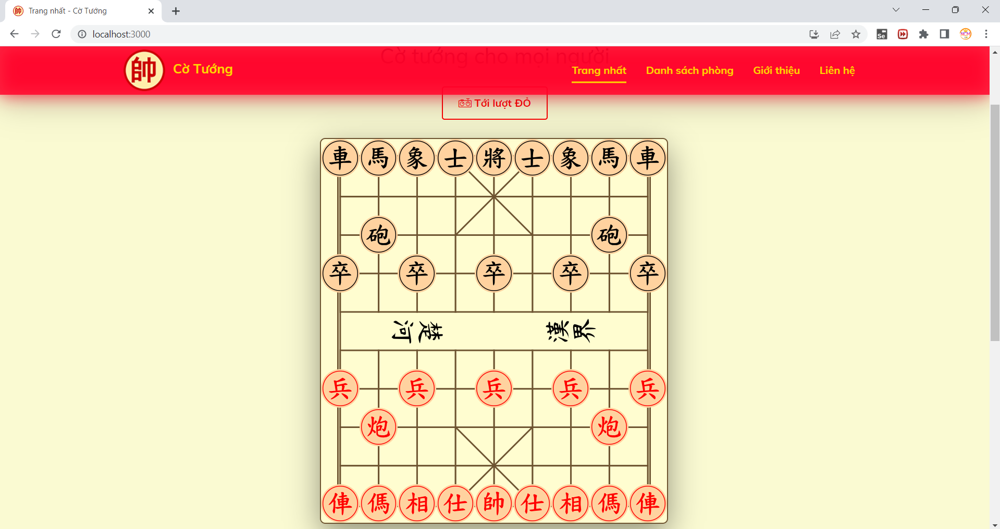 Trang nhất - Cờ Tướng
localhost:3000
Se
NCM
Cờ tướng cho mọi người
帥
Cờ Tướng
Trang nhất
Danh sách phòng
Giới thiệu
Liên hệ
Tới lượt ĐỎ
車 馬 象 士 將 士 象 馬 車
砲 砲
卒 卒 卒 卒 卒
楚河 漢界
兵 兵 兵 兵 兵
炮 炮
俥 傌 相 仕 帥 仕 相 傌 俥